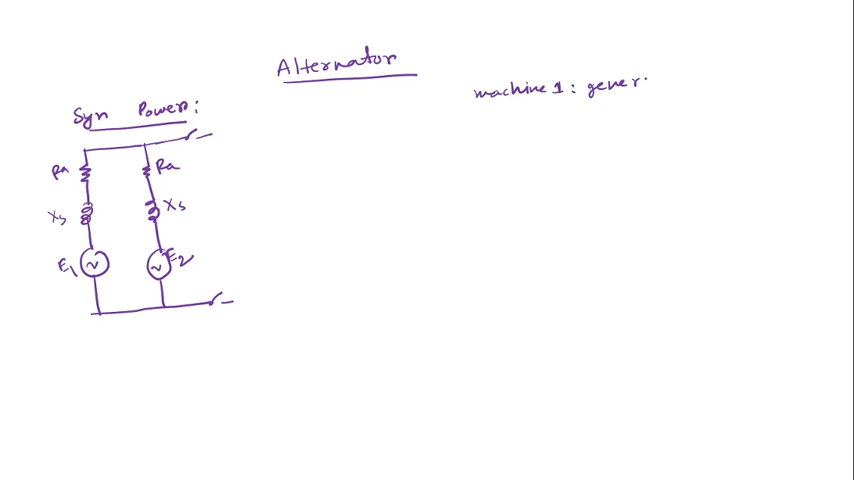 Alternator
machine 1 : gener.
Syn Power :
Ra
Ra
Xs
Xs
E1
E2